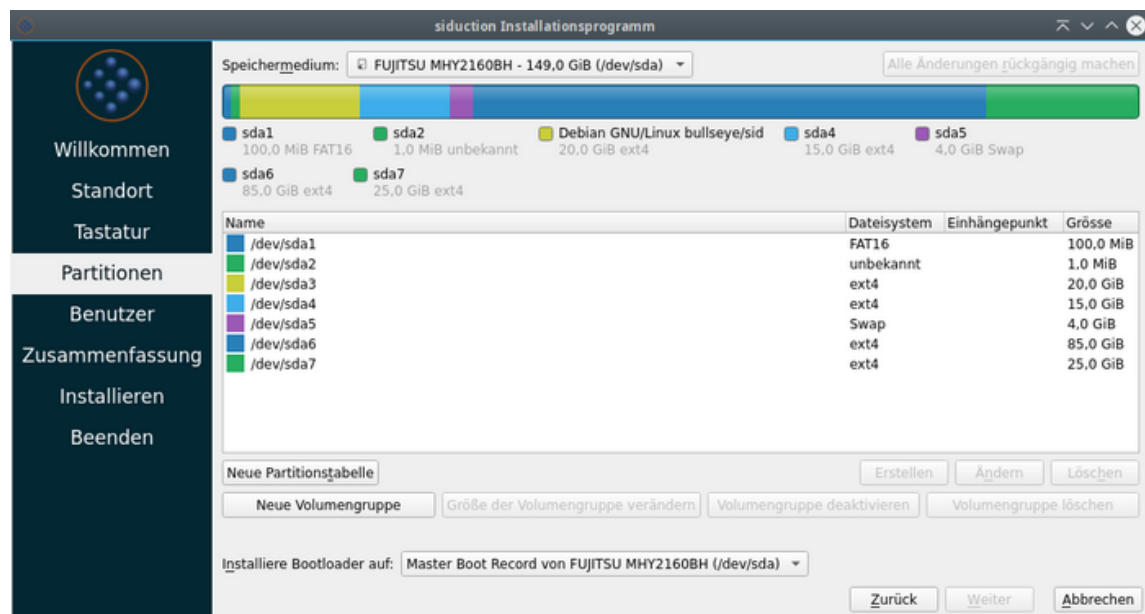 siduction Installationsprogramm
Willkommen
Standort
Tastatur
Partitionen
Benutzer
Zusammenfassung
Installieren
Beenden
Speichermedium: FUJITSU MHY2160BH - 149,0 GiB (/dev/sda) Alle Änderungen rückgängig machen
sda1 sda2 Debian GNU/Linux bullseye/sid sda4 sda5
100,0 MiB FAT16 1,0 MiB unbekannt 20,0 GiB ext4 15,0 GiB ext4 4,0 GiB Swap
sda6 sda7
85,0 GiB ext4 25,0 GiB ext4
Name Dateisystem Einhängepunkt Grösse
/dev/sda1 FAT16 100,0 MiB
/dev/sda2 unbekannt 1,0 MiB
/dev/sda3 ext4 20,0 GiB
/dev/sda4 ext4 15,0 GiB
/dev/sda5 Swap 4,0 GiB
/dev/sda6 ext4 85,0 GiB
/dev/sda7 ext4 25,0 GiB
Neue Partitionstabelle Erstellen Ändern Löschen
Neue Volumengruppe Größe der Volumengruppe verändern Volumengruppe deaktivieren Volumengruppe löschen
Installiere Bootloader auf: Master Boot Record von FUJITSU MHY2160BH (/dev/sda)
Zurück Weiter Abbrechen